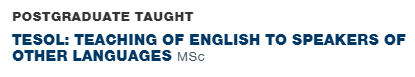 POSTGRADUATE TAUGHT
TESOL: TEACHING OF ENGLISH TO SPEAKERS OF
OTHER LANGUAGES MSc